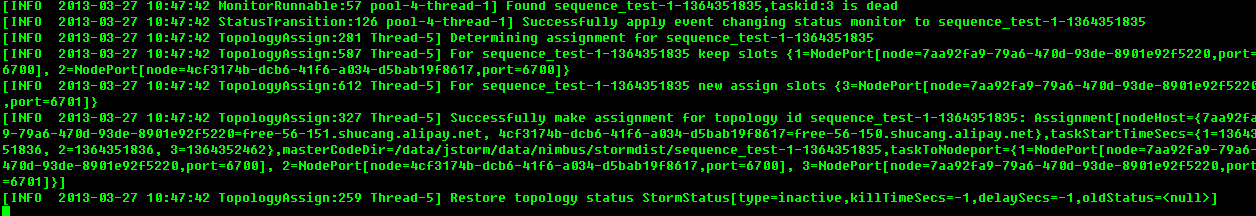 [INFO  2013-03-27 10:47:42 MonitorRunnable:57 pool-4-thread-1] Found sequence_test-1-1364351835,taskid:3 is dead
[INFO  2013-03-27 10:47:42 StatusTransition:126 pool-4-thread-1] Successfully apply event changing status monitor to sequence_test-1-1364351835
[INFO  2013-03-27 10:47:42 TopologyAssign:281 Thread-5] Determining assignment for sequence_test-1-1364351835
[INFO  2013-03-27 10:47:42 TopologyAssign:587 Thread-5] For sequence_test-1-1364351835 keep slots {1=NodePort[node=7aa92fa9-79a6-470d-93de-8901e92f5220,port=
6700], 2=NodePort[node=4cf3174b-dcb6-41f6-a034-d5bab19f8617,port=6700]}
[INFO  2013-03-27 10:47:42 TopologyAssign:612 Thread-5] For sequence_test-1-1364351835 new assign slots {3=NodePort[node=7aa92fa9-79a6-470d-93de-8901e92f5220
,port=6701]}
[INFO  2013-03-27 10:47:42 TopologyAssign:327 Thread-5] Successfully make assignment for topology id sequence_test-1-1364351835: Assignment[nodeHost={7aa92fa
9-79a6-470d-93de-8901e92f5220=free-56-151.shucang.alipay.net, 4cf3174b-dcb6-41f6-a034-d5bab19f8617=free-56-150.shucang.alipay.net},taskStartTimeSecs={1=13643
51836, 2=1364351836, 3=1364352462},masterCodeDir=/data/jstorm/data/nimbus/stormdist/sequence_test-1-1364351835,taskToNodeport={1=NodePort[node=7aa92fa9-79a6-
470d-93de-8901e92f5220,port=6700], 2=NodePort[node=4cf3174b-dcb6-41f6-a034-d5bab19f8617,port=6700], 3=NodePort[node=7aa92fa9-79a6-470d-93de-8901e92f5220,port
=6701]}]
[INFO  2013-03-27 10:47:42 TopologyAssign:259 Thread-5] Restore topology status StormStatus[type=inactive,killTimeSecs=-1,delaySecs=-1,oldStatus=<null>]